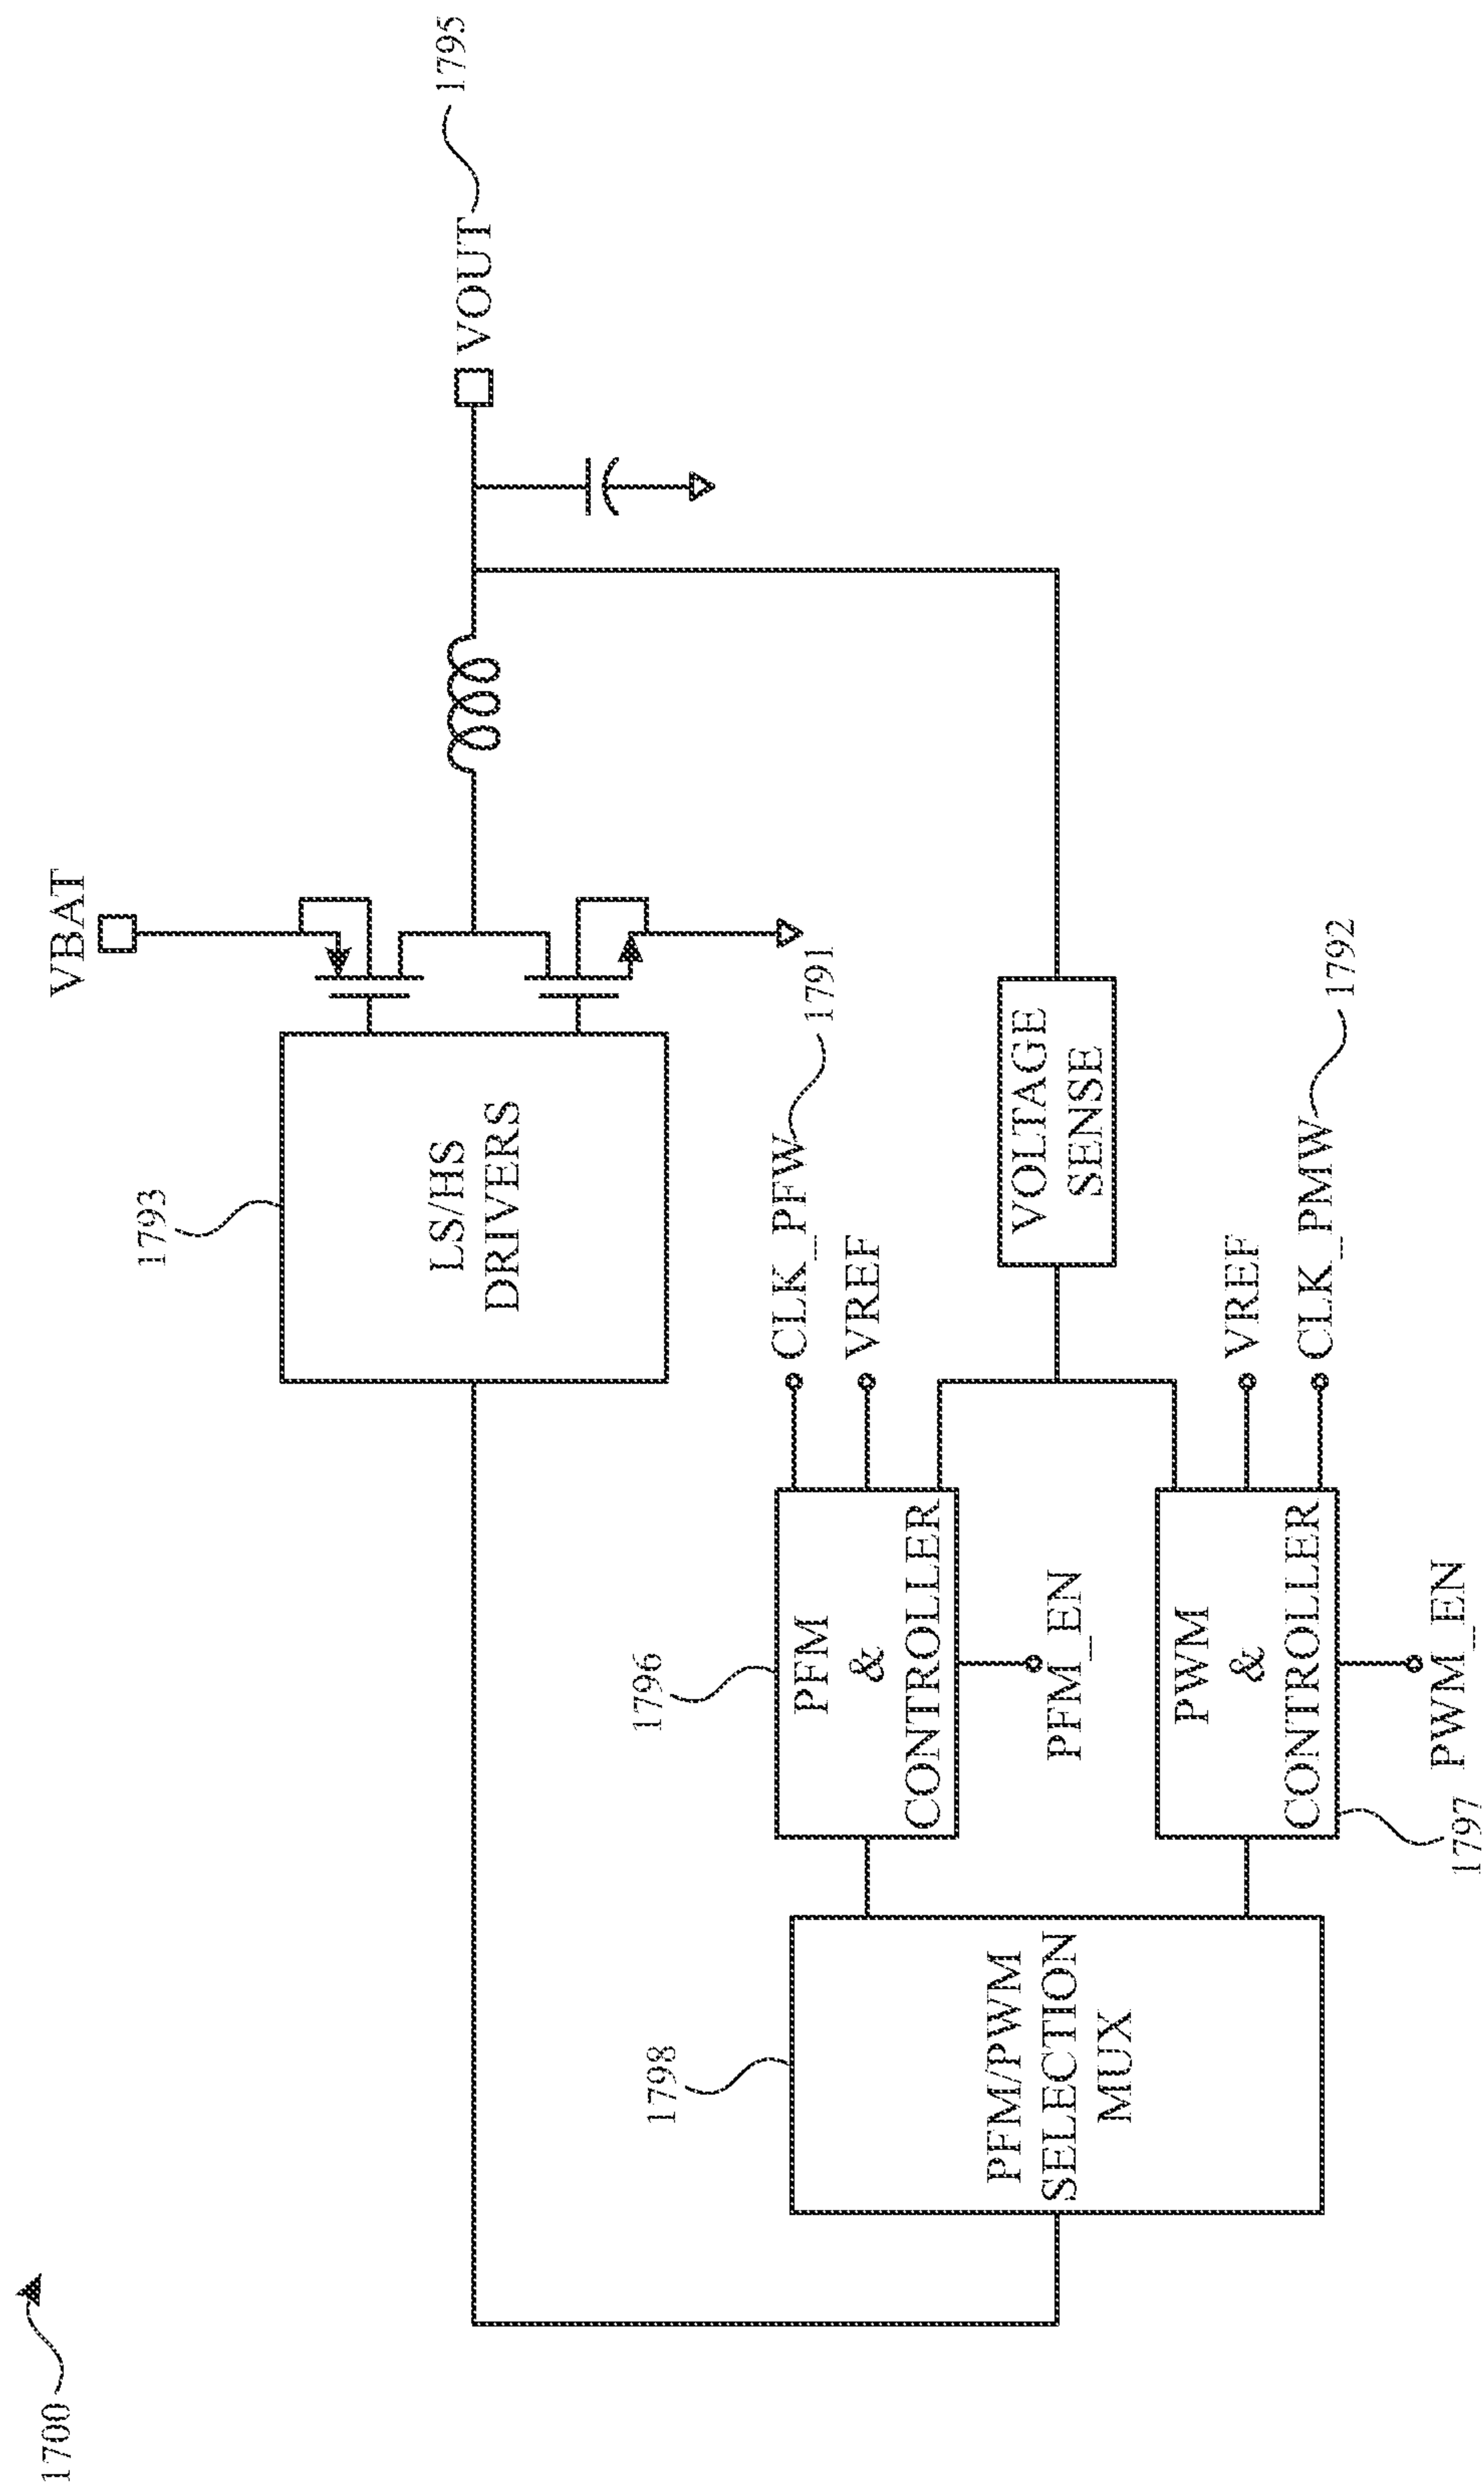 1700
VBAT
1793
LS/HS
DRIVERS
VOUT
1795
1798
PFM/PWM
SELECTION
MUX
1796
PFM
&
CONTROLLER
PFM_EN
CLK_PFW
1791
VREF
VOLTAGE
SENSE
PWM
&
CONTROLLER
1797
PWM_EN
VREF
CLK_PMW
1792